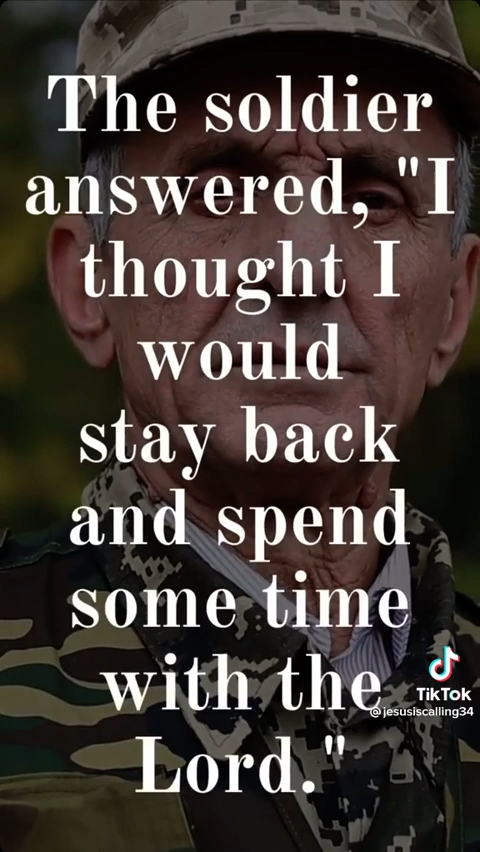 The soldier
answered, "I
thought I
would
stay back
and spend
some time
with the
Lord."
TikTok
@jesusiscalling34